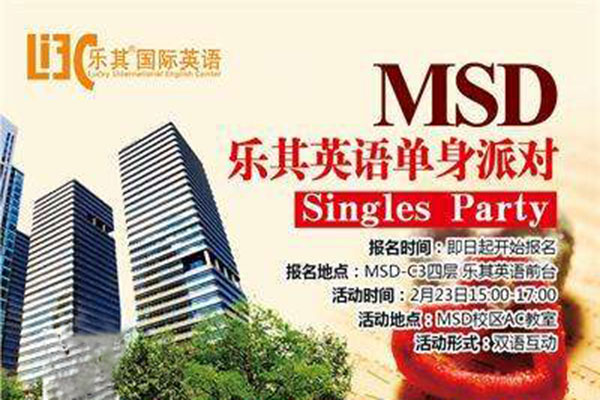 LiEC 乐其®国际英语
Lucky International English Center
MSD
乐其英语单身派对
Singles Party
报名时间：即日起开始报名
报名地点：MSD-C3四层 乐其英语前台
活动时间：2月23日15:00-17:00
活动地点：MSD校区AC教室
活动形式：双语互动